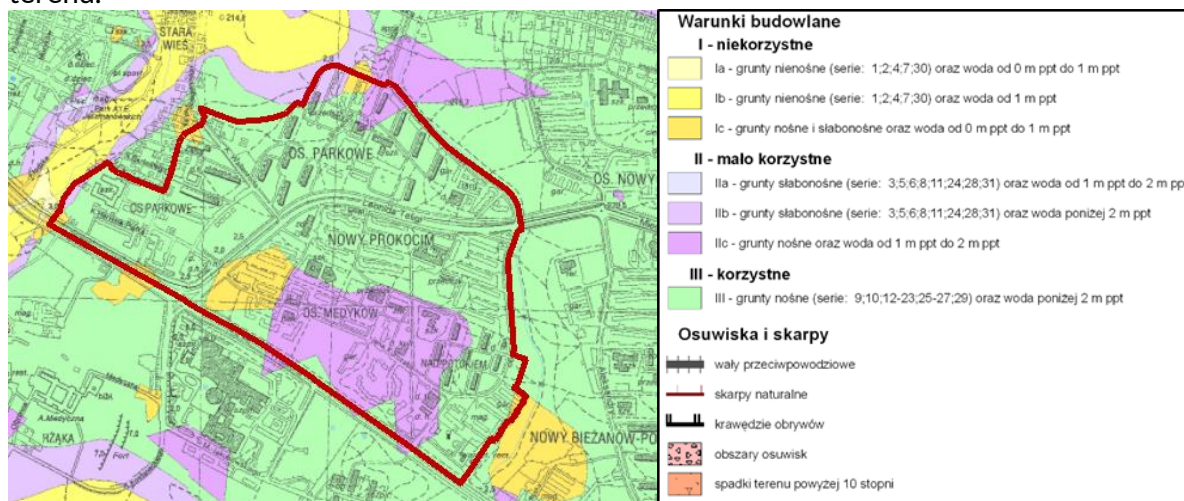 terenu.
214,8
STARA
WIEŚ
OS. PARKOWE
OS. NOWY
OS.PARKOWE
NOWY PROKOCIM
OS. MEDYKÓW
NAD POTOKIEM
A.Medyczna
RŻĄKA
Fort
NOWY BIEŻANÓW-PO
Warunki budowlane
I - niekorzystne
Ia - grunty nienośne (serie: 1;2;4;7;30) oraz woda od 0 m ppt do 1 m ppt
Ib - grunty nienośne (serie: 1;2;4;7;30) oraz woda od 1 m ppt
Ic - grunty nośne i słabonośne oraz woda od 0 m ppt do 1 m ppt
II - mało korzystne
IIa - grunty słabonośne (serie: 3;5;6;8;11;24;28;31) oraz woda od 1 m ppt do 2 m ppt
IIb - grunty słabonośne (serie: 3;5;6;8;11;24;28;31) oraz woda poniżej 2 m ppt
IIc - grunty nośne oraz woda od 1 m ppt do 2 m ppt
III - korzystne
III - grunty nośne (serie: 9;10;12-23;25-27;29) oraz woda poniżej 2 m ppt
Osuwiska i skarpy
wały przeciwpowodziowe
skarpy naturalne
krawędzie obrywów
obszary osuwisk
spadki terenu powyzej 10 stopni